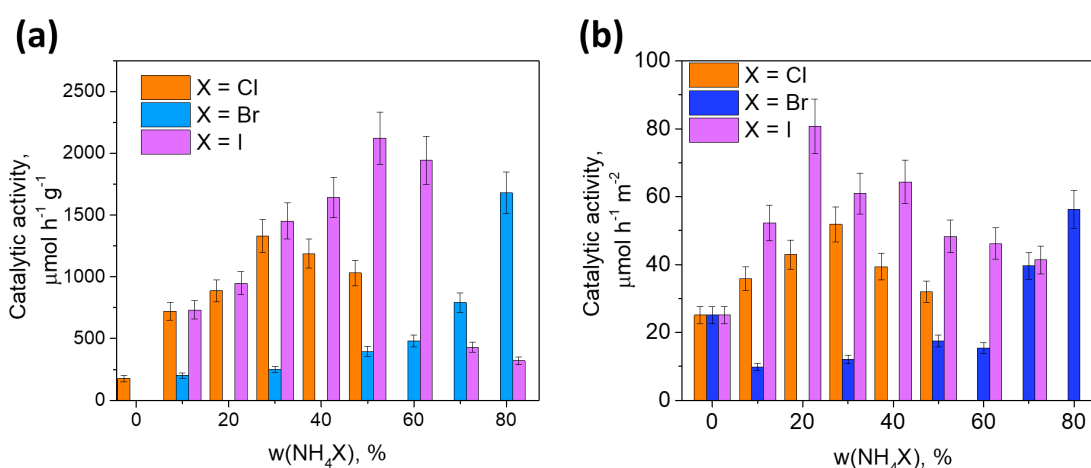 (a)
2500
2000
1500
1000
500
0
Catalytic activity,
μmol h⁻¹ g⁻¹
X = Cl
X = Br
X = I
0 20 40 60 80
w(NH₄X), %
(b)
100
80
60
40
20
0
Catalytic activity,
μmol h⁻¹ m⁻²
X = Cl
X = Br
X = I
0 20 40 60 80
w(NH₄X), %